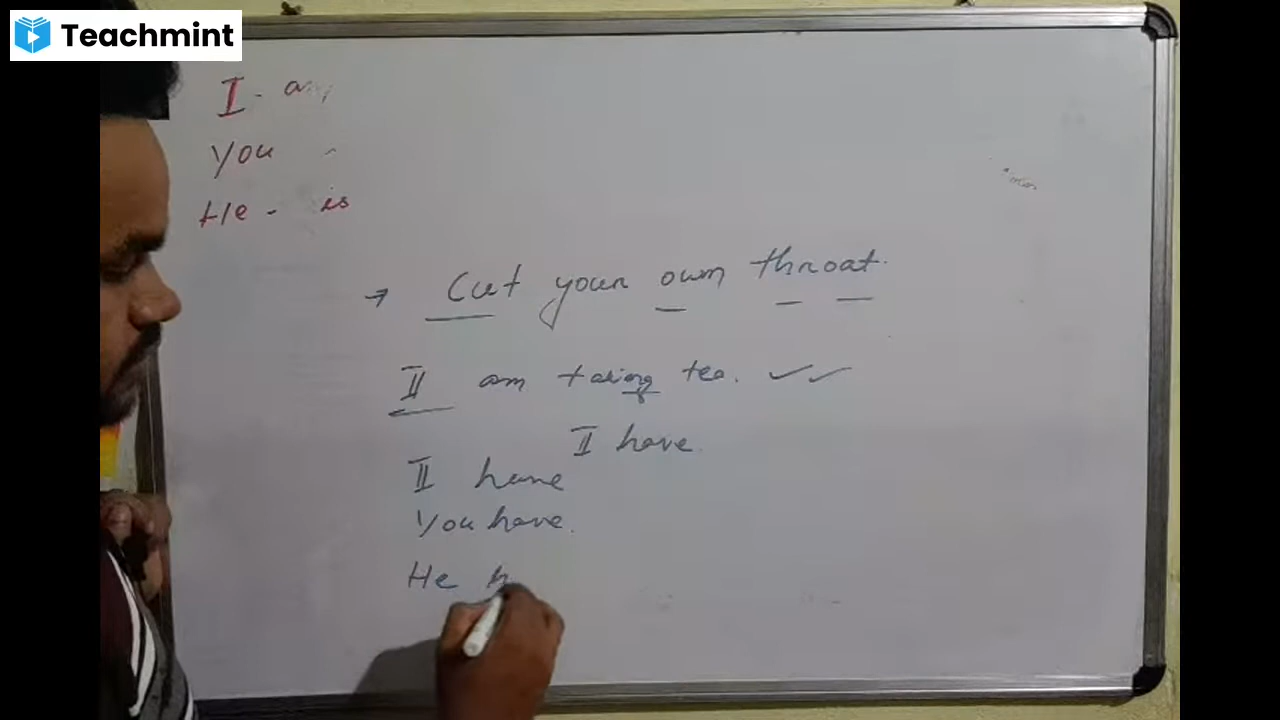 Teachmint
I - am
You
He - is
→ Cut your own throat.
I am taking tea. ✓✓
I have.
I have
You have.
He h